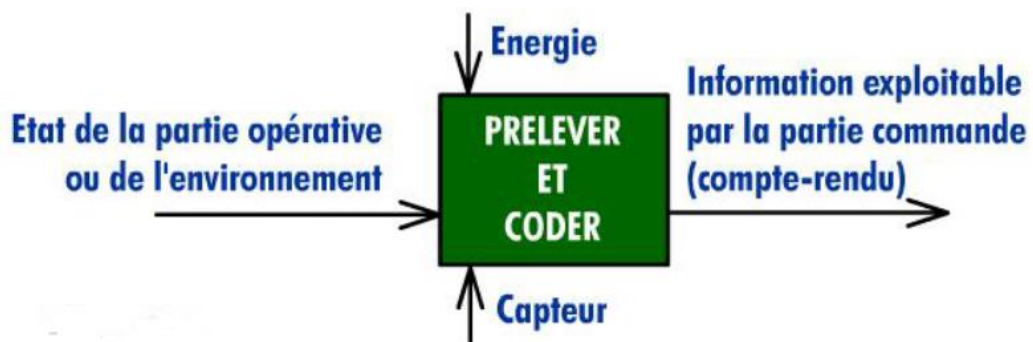 Energie
Etat de la partie opérative
ou de l'environnement
PRELEVER
ET
CODER
Information exploitable
par la partie commande
(compte-rendu)
Capteur